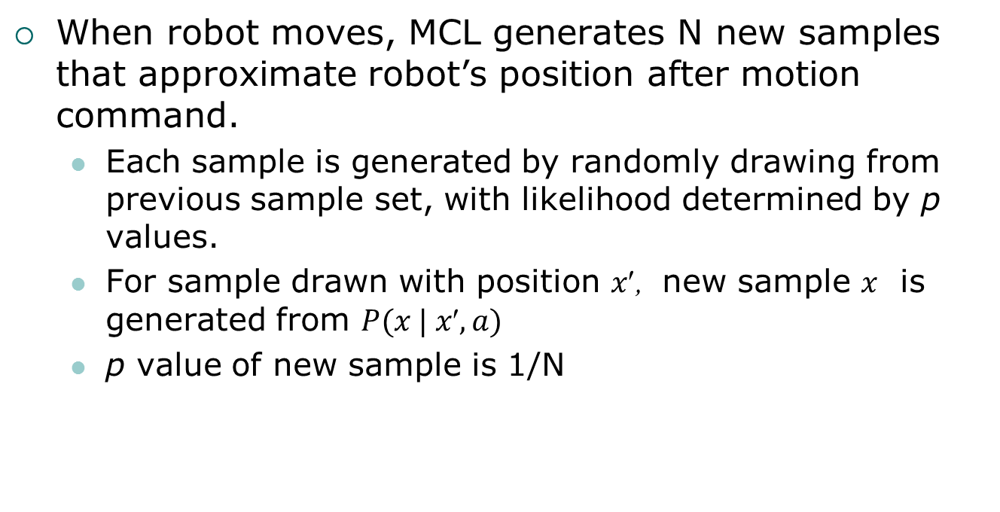 When robot moves, MCL generates N new samples
that approximate robot’s position after motion
command.
Each sample is generated by randomly drawing from
previous sample set, with likelihood determined by p
values.
For sample drawn with position x′, new sample x is
generated from P(x | x′, a)
p value of new sample is 1/N